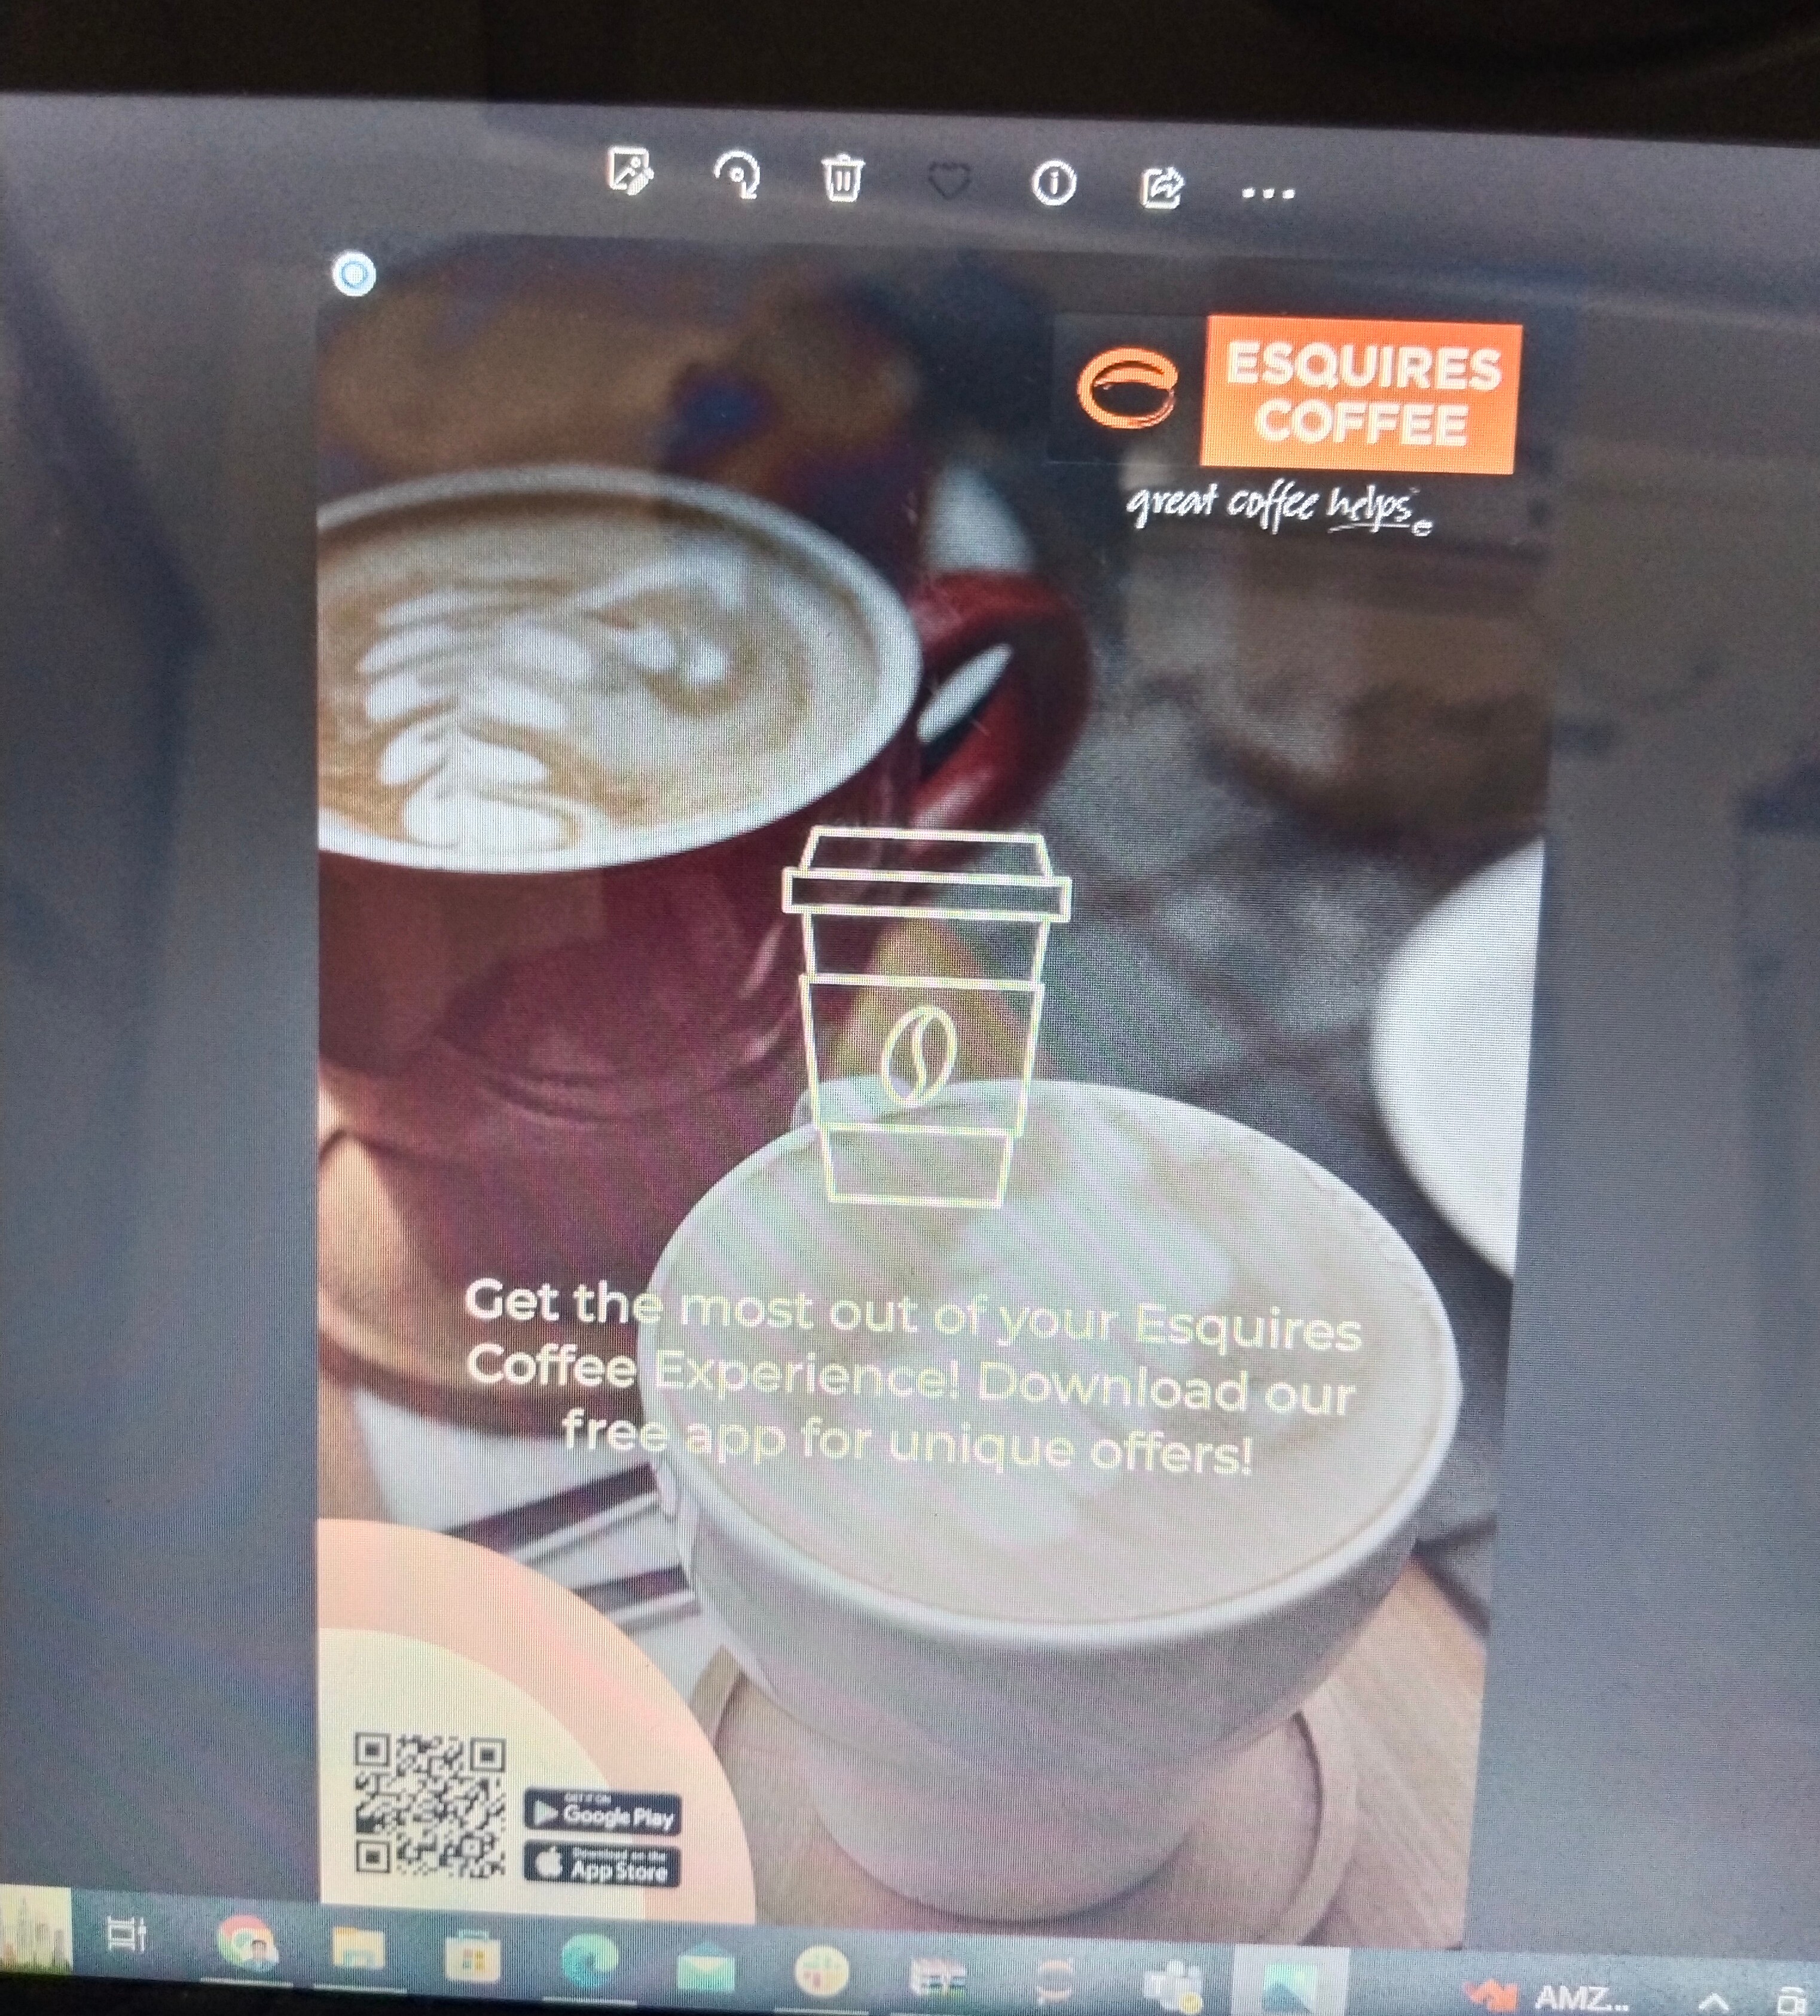 ESQUIRES
COFFEE
great coffee helps
Get the most out of your Esquires
Coffee Experience! Download our
free app for unique offers!
GET IT ON
Google Play
Download on the
App Store
AMZ...